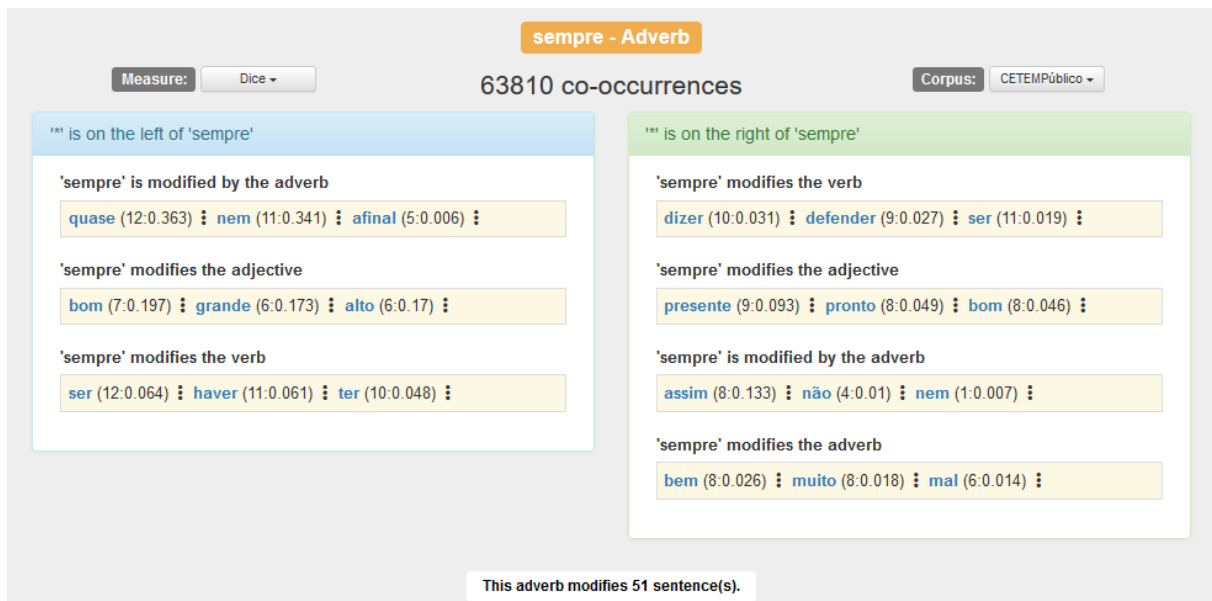 sempre - Adverb
Measure: Dice
63810 co-occurrences
Corpus: CETEMPúblico
'*' is on the left of 'sempre'
'sempre' is modified by the adverb
quase (12:0.363) nem (11:0.341) afinal (5:0.006)
'sempre' modifies the adjective
bom (7:0.197) grande (6:0.173) alto (6:0.17)
'sempre' modifies the verb
ser (12:0.064) haver (11:0.061) ter (10:0.048)
'*' is on the right of 'sempre'
'sempre' modifies the verb
dizer (10:0.031) defender (9:0.027) ser (11:0.019)
'sempre' modifies the adjective
presente (9:0.093) pronto (8:0.049) bom (8:0.046)
'sempre' is modified by the adverb
assim (8:0.133) não (4:0.01) nem (1:0.007)
'sempre' modifies the adverb
bem (8:0.026) muito (8:0.018) mal (6:0.014)
This adverb modifies 51 sentence(s).